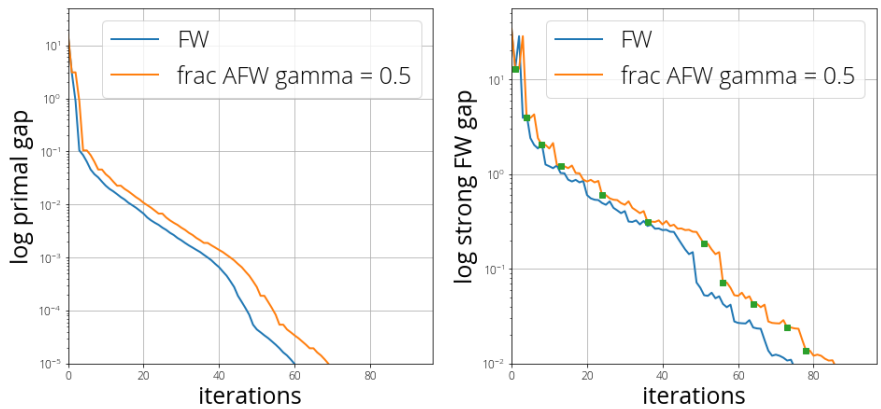 FW
frac AFW gamma = 0.5
log primal gap
10¹
10⁰
10⁻¹
10⁻²
10⁻³
10⁻⁴
10⁻⁵
0 20 40 60 80
iterations
FW
frac AFW gamma = 0.5
log strong FW gap
10¹
10⁰
10⁻¹
10⁻²
0 20 40 60 80
iterations